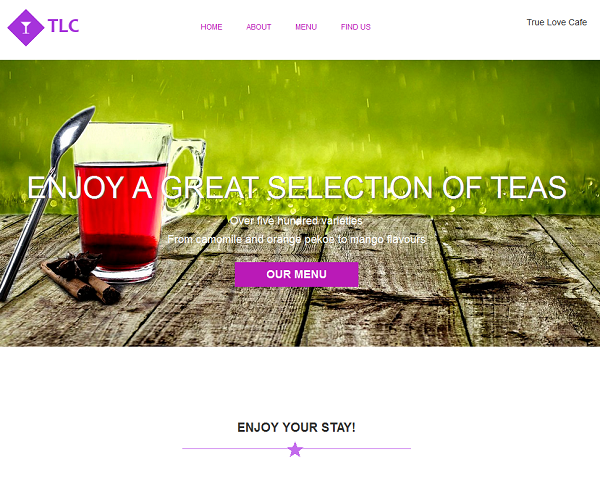 TLC
HOME ABOUT MENU FIND US
True Love Cafe
ENJOY A GREAT SELECTION OF TEAS
Over five hundred varieties
From camomile and orange pekoe to mango flavours
OUR MENU
ENJOY YOUR STAY!